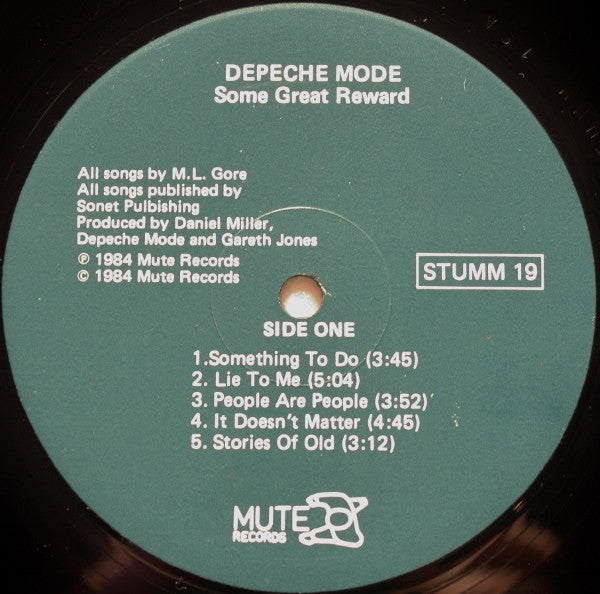 DEPECHE MODE
Some Great Reward
All songs by M.L. Gore
All songs published by
Sonet Pulbishing
Produced by Daniel Miller,
Depeche Mode and Gareth Jones
℗ 1984 Mute Records
© 1984 Mute Records
STUMM 19
SIDE ONE
1.Something To Do (3:45)
2. Lie To Me (5:04)
3. People Are People (3:52)
4. It Doesn't Matter (4:45)
5. Stories Of Old (3:12)
MUTE
RECORDS